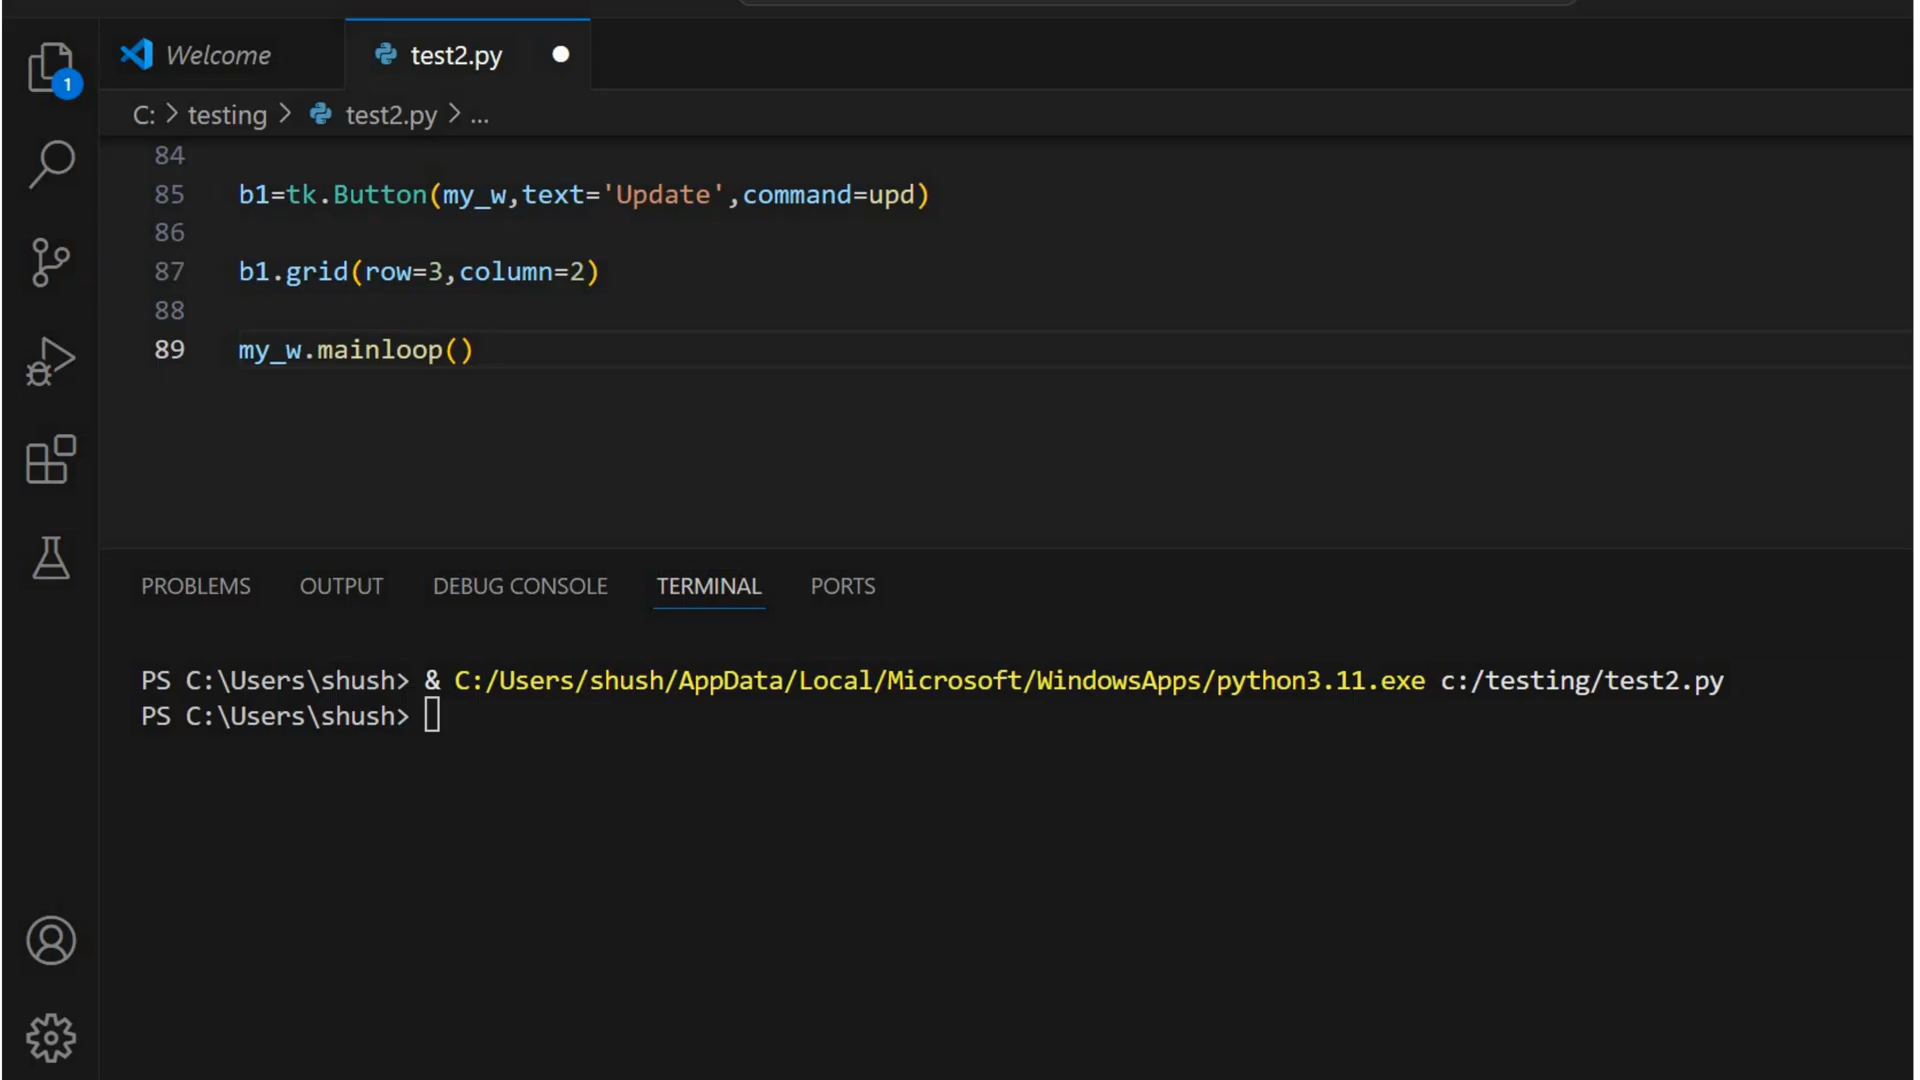 Welcome
test2.py
1
C: > testing > test2.py > ...
84
85 b1=tk.Button(my_w,text='Update',command=upd)
86
87 b1.grid(row=3,column=2)
88
89 my_w.mainloop()
PROBLEMS OUTPUT DEBUG CONSOLE TERMINAL PORTS
PS C:\Users\shush> & C:/Users/shush/AppData/Local/Microsoft/WindowsApps/python3.11.exe c:/testing/test2.py
PS C:\Users\shush>